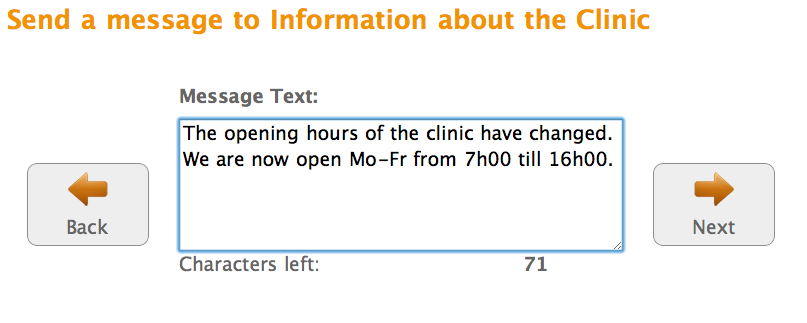 Send a message to Information about the Clinic
Message Text:
The opening hours of the clinic have changed.
We are now open Mo-Fr from 7h00 till 16h00.
Back
Next
Characters left: 71